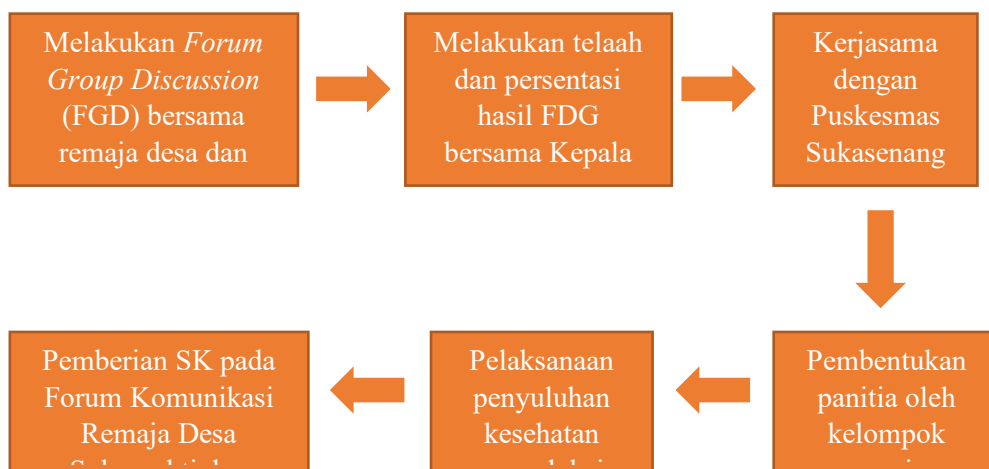 Melakukan Forum
Group Discussion
(FGD) bersama
remaja desa dan
Melakukan telaah
dan persentasi
hasil FDG
bersama Kepala
Kerjasama
dengan
Puskesmas
Sukasenang
Pembentukan
panitia oleh
kelompok
Pelaksanaan
penyuluhan
kesehatan
Pemberian SK pada
Forum Komunikasi
Remaja Desa